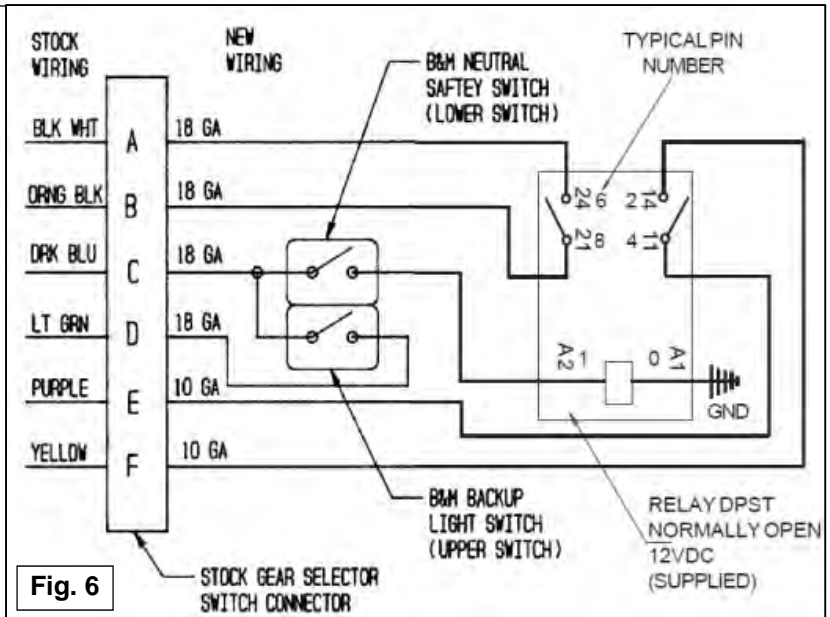 STOCK
WIRING
NEW
WIRING
B&M NEUTRAL
SAFTEY SWITCH
(LOWER SWITCH)
TYPICAL PIN
NUMBER
BLK WHT
A
18 GA
ORNG BLK
B
18 GA
DRK BLU
C
18 GA
LT GRN
D
18 GA
PURPLE
E
10 GA
YELLOW
F
10 GA
24 6
2 14
21 8
4 11
A2 1
0 A1
GND
B&M BACKUP
LIGHT SWITCH
(UPPER SWITCH)
RELAY DPST
NORMALLY OPEN
12VDC
(SUPPLIED)
Fig. 6
STOCK GEAR SELECTOR
SWITCH CONNECTOR